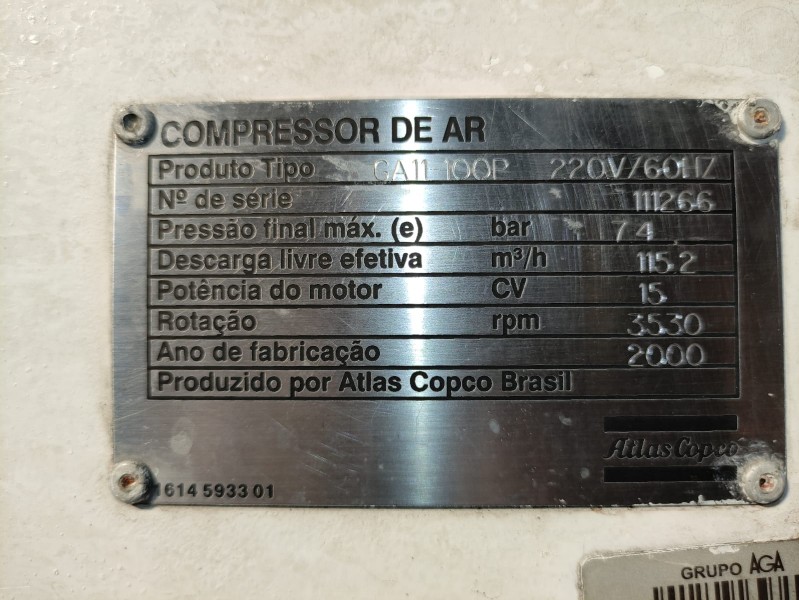 COMPRESSOR DE AR
Produto Tipo GA11 100P 220V/60HZ
Nº de série 111266
Pressão final máx. (e) bar 7.4
Descarga livre efetiva m³/h 115.2
Potência do motor CV 15
Rotação rpm 3530
Ano de fabricação 2000
Produzido por Atlas Copco Brasil
Atlas Copco
1614 5933 01
GRUPO AGA